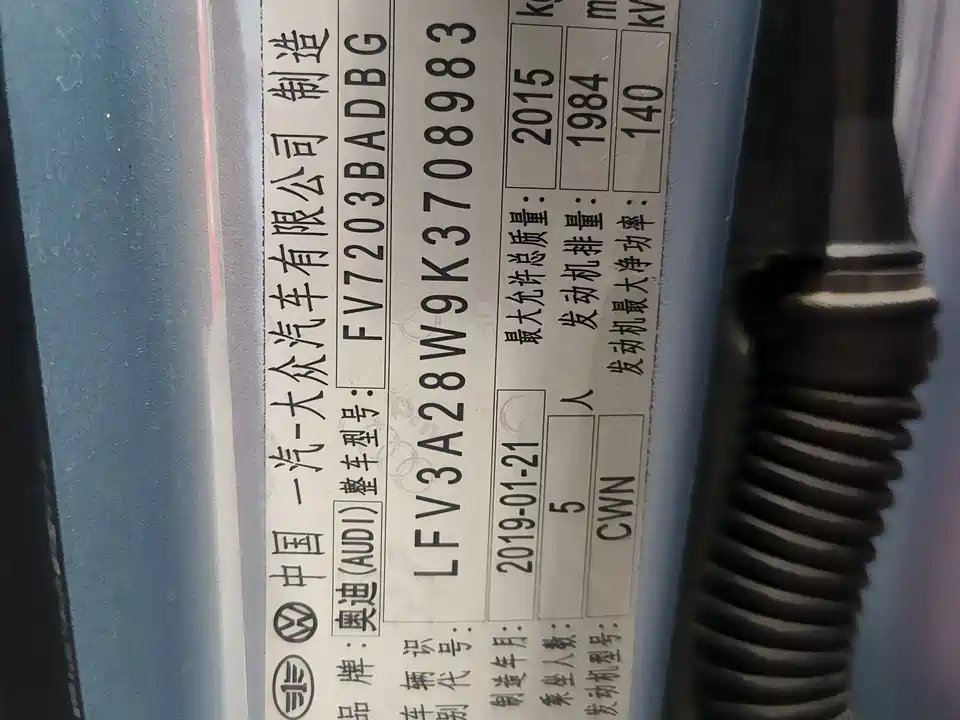 中国 一汽-大众汽车有限公司 制造
品 牌: 奥迪(AUDI) 整车型号: FV7203BADBG
车 辆 识
别 代 号: LFV3A28W9K3708983
制造年月: 2019-01-21 最大允许总质量: 2015 kg
乘坐人数: 5 人 发动机排量: 1984 m
发动机型号: CWN 发动机最大净功率: 140 kW